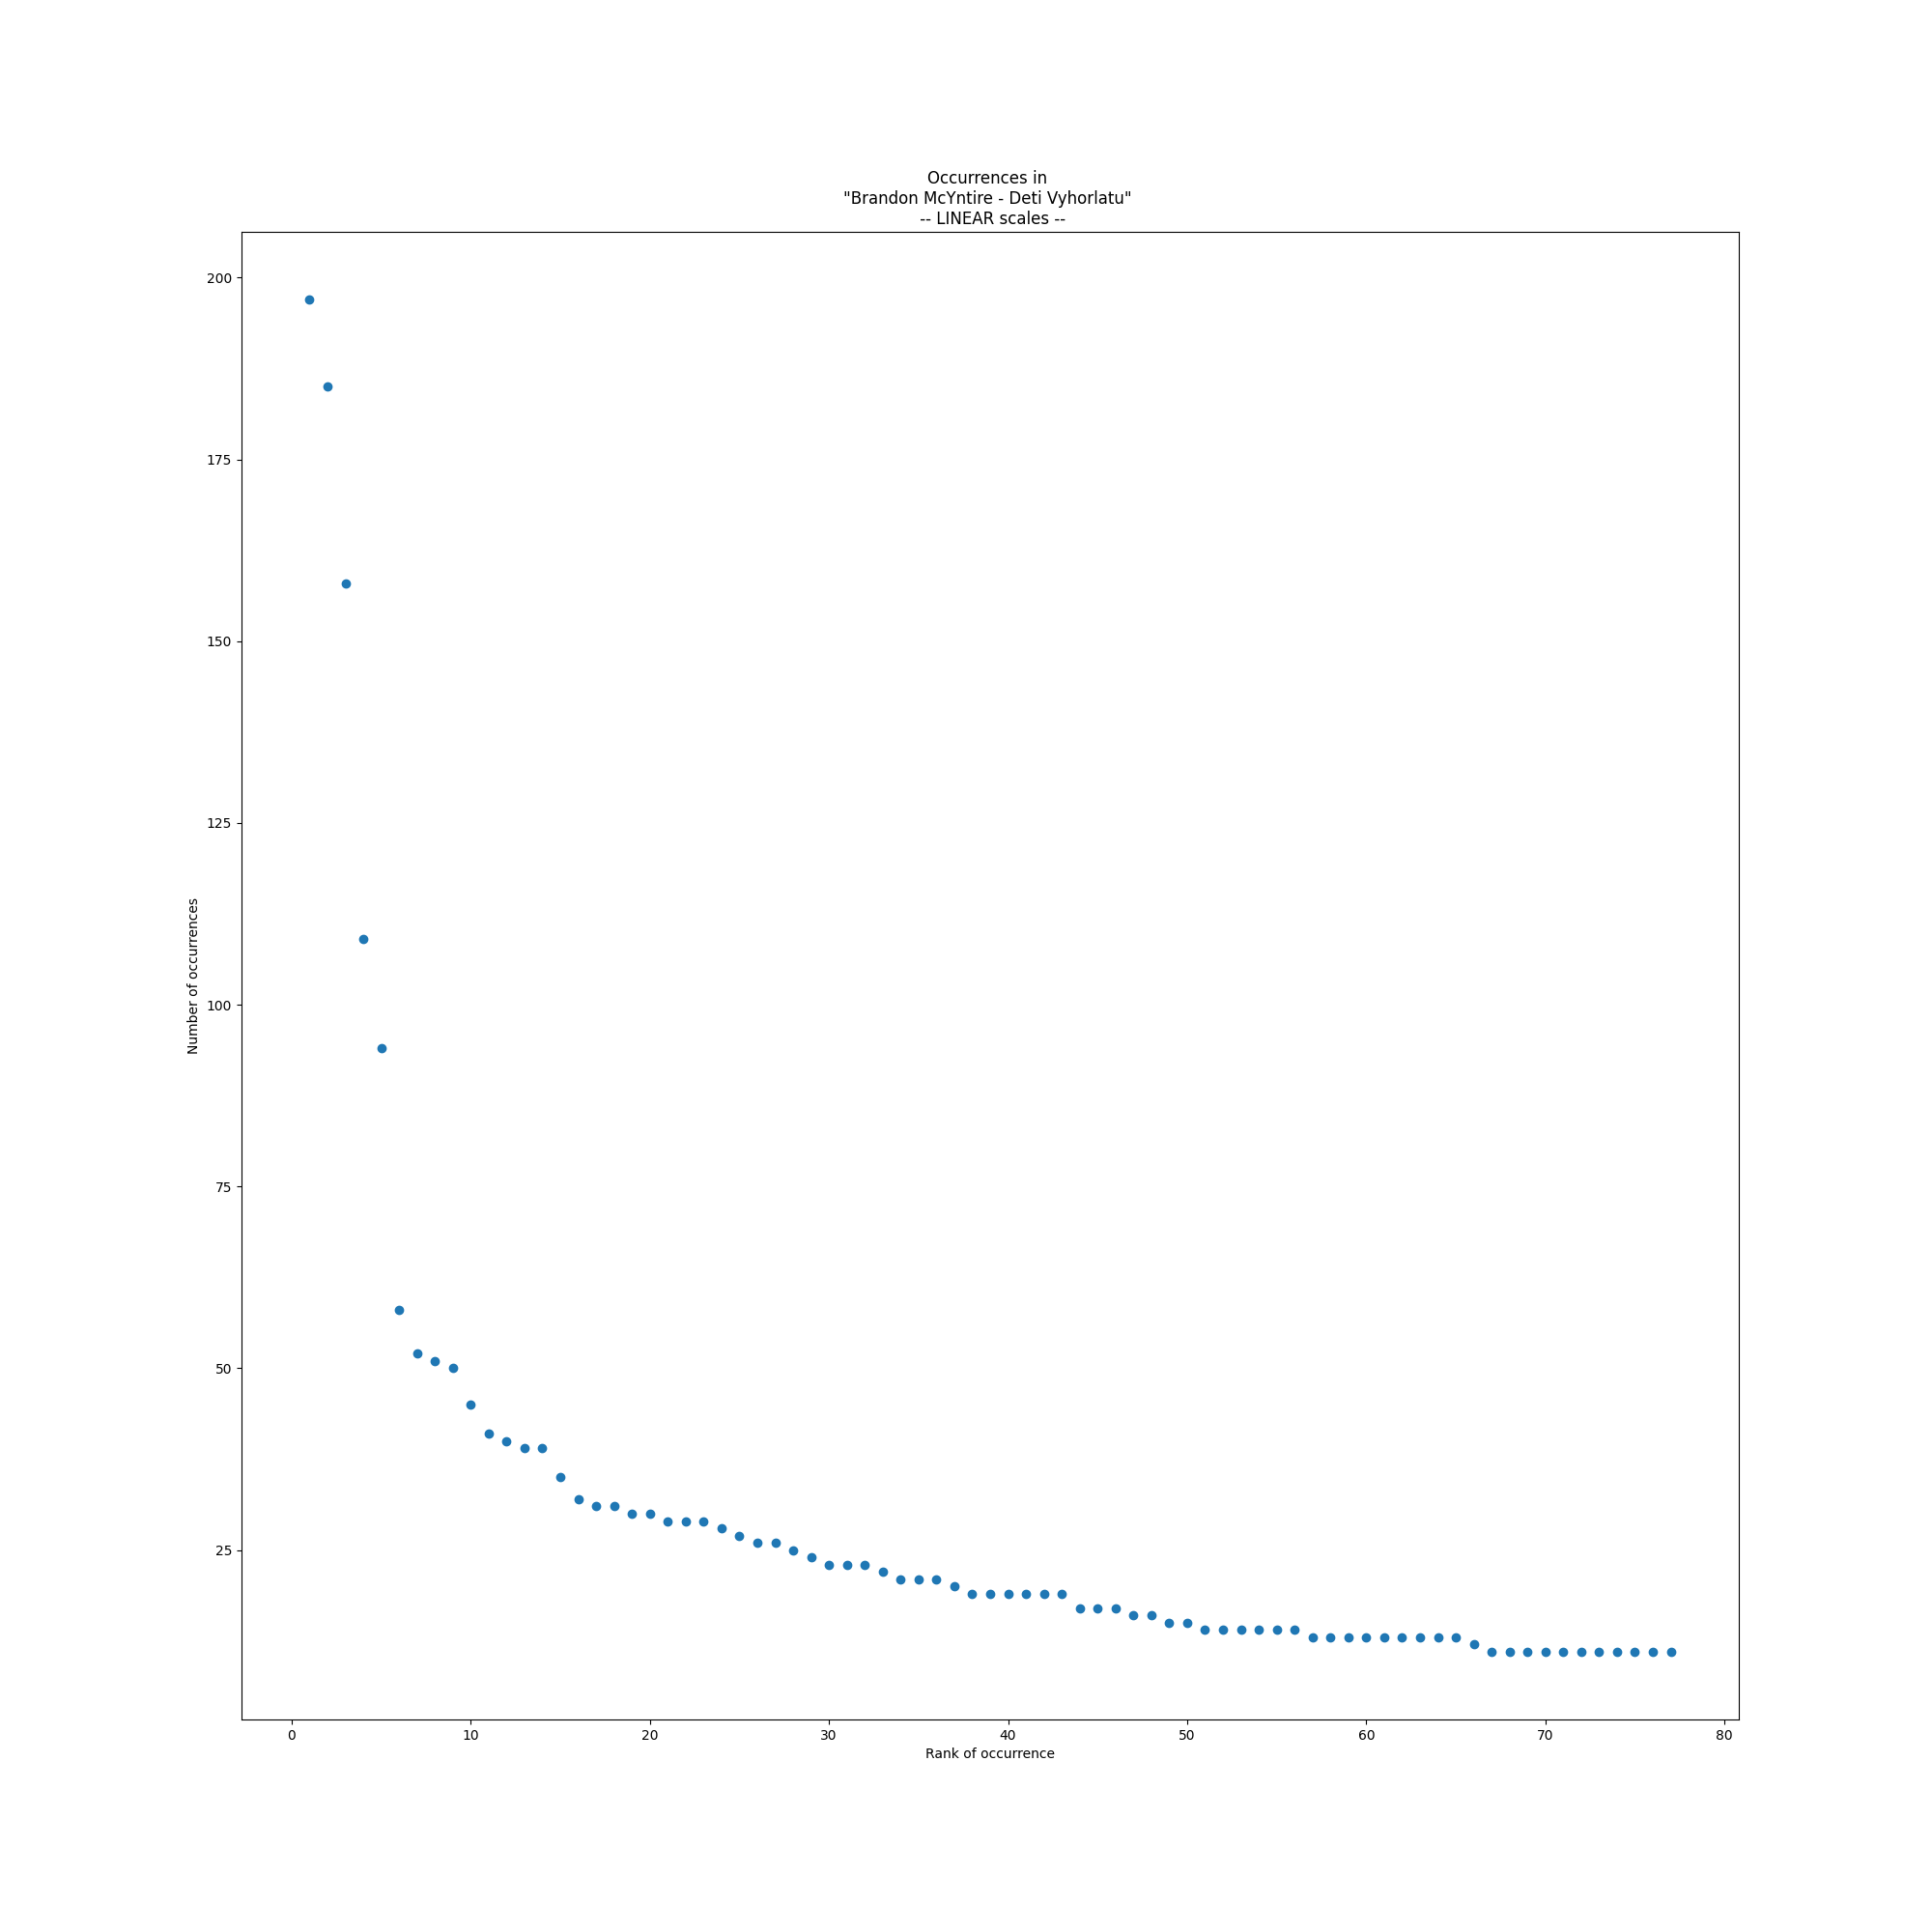 Occurrences in
"Brandon McYntire - Deti Vyhorlatu"
-- LINEAR scales --
200
175
150
125
100
75
50
25
Number of occurrences
0 10 20 30 40 50 60 70 80
Rank of occurrence